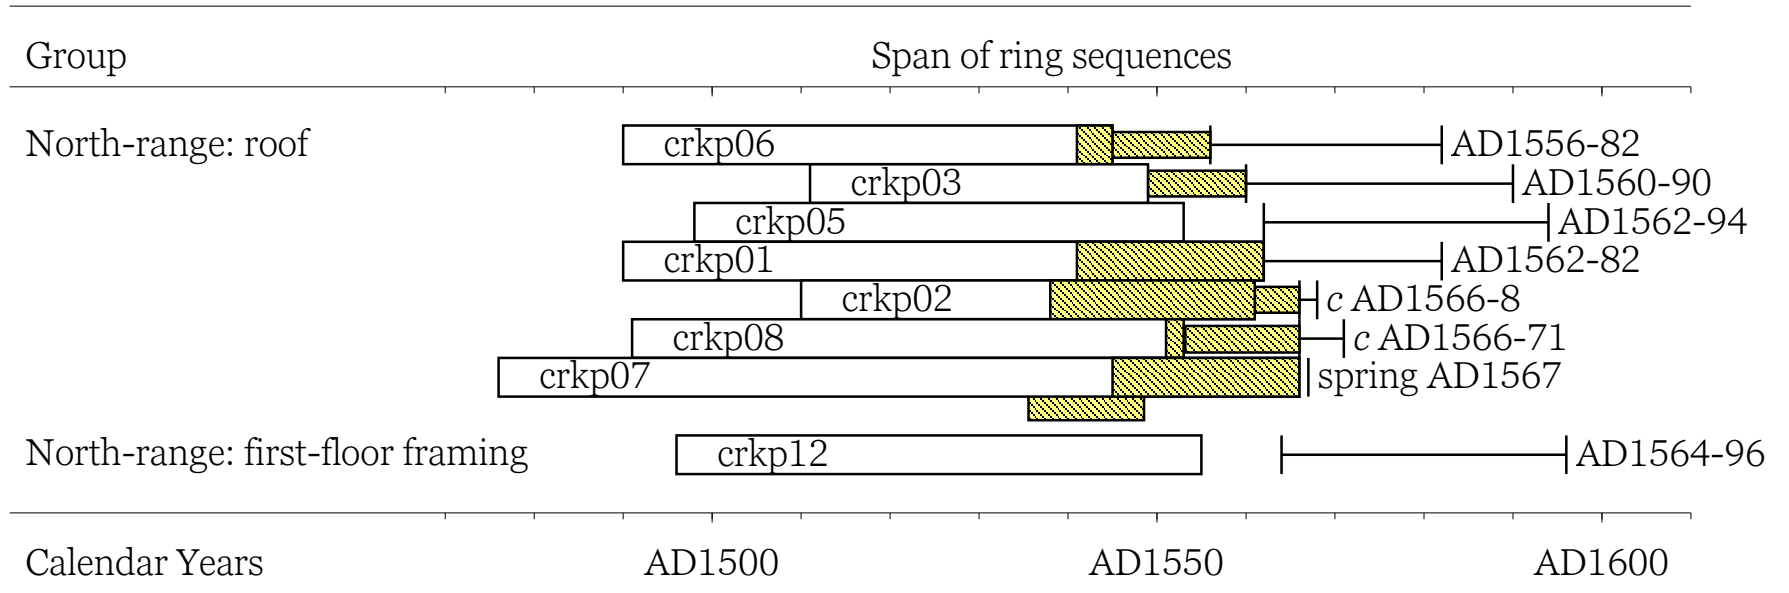 Group Span of ring sequences
North-range: roof crkp06 AD1556-82
crkp03 AD1560-90
crkp05 AD1562-94
crkp01 AD1562-82
crkp02 c AD1566-8
crkp08 c AD1566-71
crkp07 spring AD1567
North-range: first-floor framing crkp12 AD1564-96
Calendar Years AD1500 AD1550 AD1600